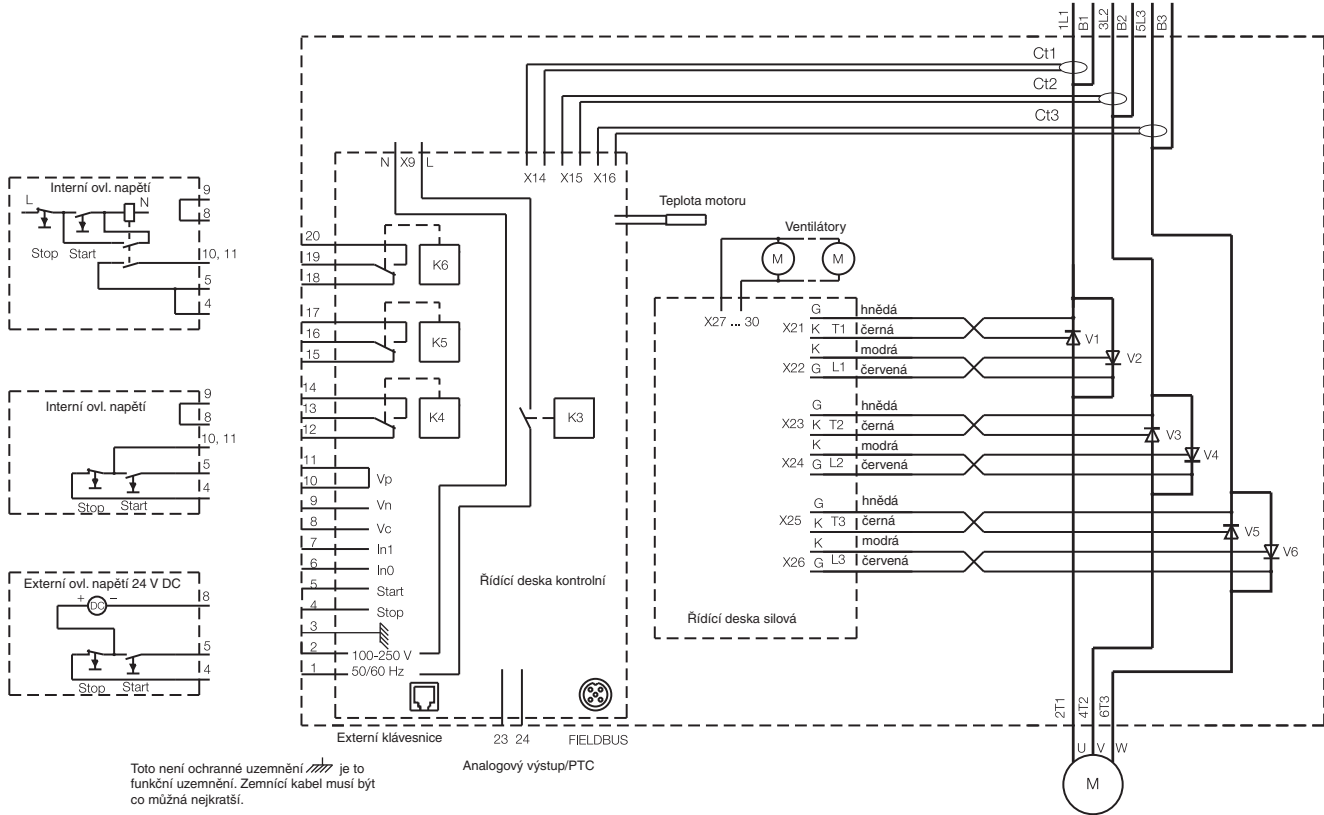 1L1
B1
3L2
B2
5L3
B3
Ct1
Ct2
Ct3
N X9 L
X14 X15 X16
Interní ovl. napětí
L
N
Stop Start
9
8
10, 11
5
4
Interní ovl. napětí
9
8
10, 11
5
4
Stop Start
Externí ovl. napětí 24 V DC
+ DC −
8
5
4
Stop Start
20
19
18
K6
17
16
15
K5
14
13
12
K4
K3
11
10 Vp
9 Vn
8 Vc
7 In1
6 In0
5 Start
4 Stop
3
2 100-250 V
1 50/60 Hz
Řídící deska kontrolní
Externí klávesnice
23 24
FIELDBUS
Analogový výstup/PTC
Teplota motoru
Ventilátory
M M
X27 ... 30
G hnědá
X21 K T1 černá
K modrá
X22 G L1 červená
G hnědá
X23 K T2 černá
K modrá
X24 G L2 červená
G hnědá
X25 K T3 černá
K modrá
X26 G L3 červená
Řídící deska silová
V1
V2
V3
V4
V5
V6
2T1
4T2
6T3
U V W
M
Toto není ochranné uzemnění je to
funkční uzemnění. Zemnící kabel musí být
co můžná nejkratší.